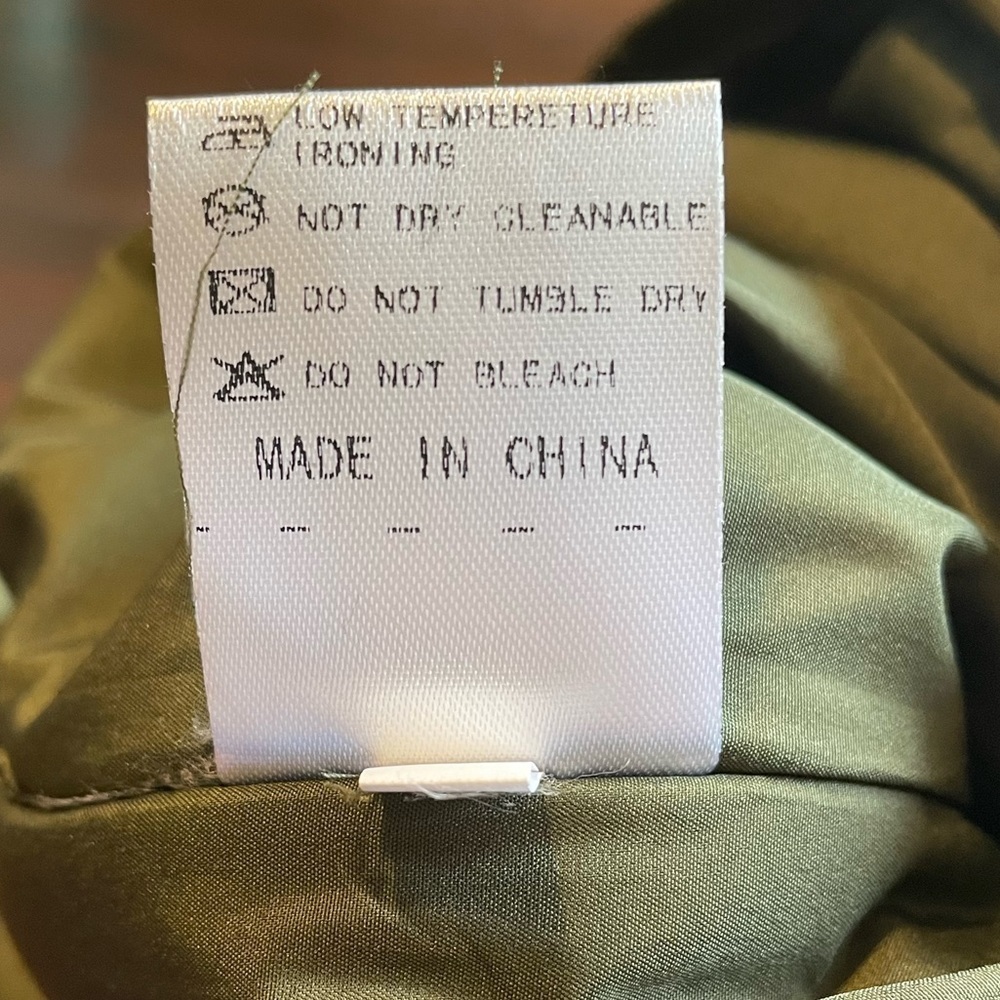 LOW TEMPERETURE
IRONING
NOT DRY CLEANABLE
DO NOT TUMBLE DRY
DO NOT BLEACH
MADE IN CHINA